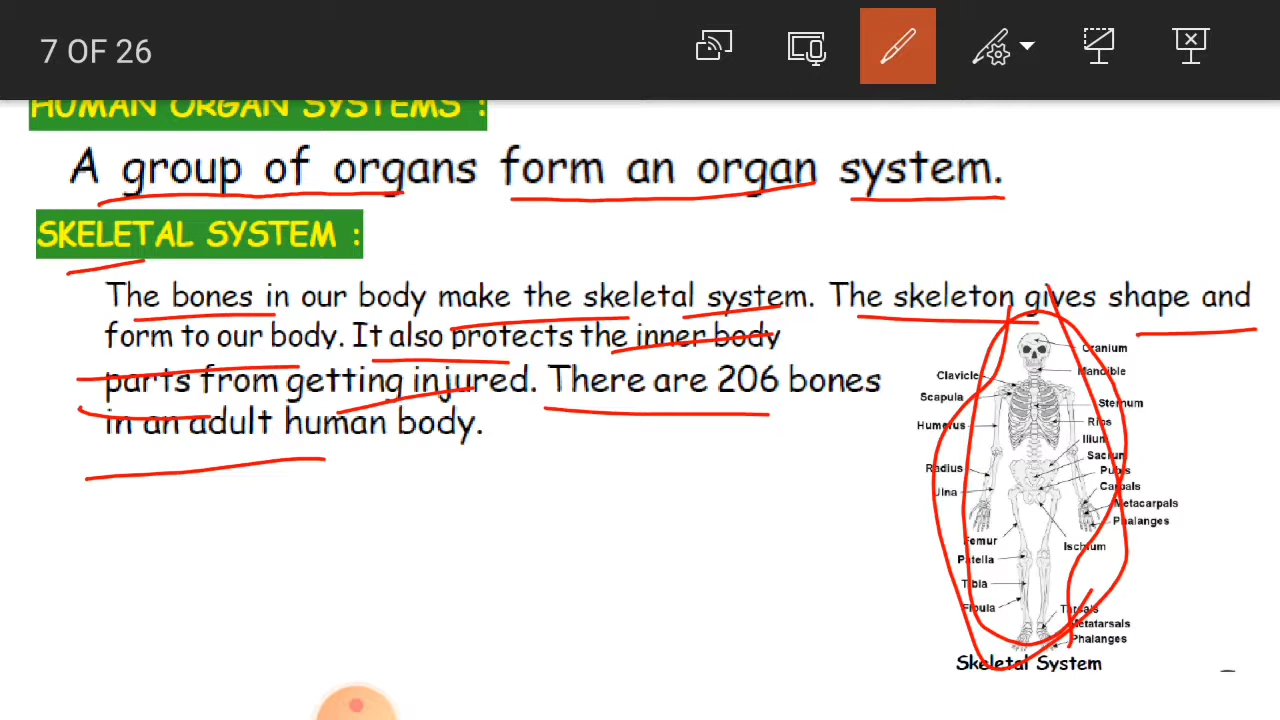 7 OF 26
HUMAN ORGAN SYSTEMS :
A group of organs form an organ system.
SKELETAL SYSTEM :
The bones in our body make the skeletal system. The skeleton gives shape and
form to our body. It also protects the inner body
parts from getting injured. There are 206 bones
in an adult human body.
Cranium
Mandible
Clavicle
Scapula
Sternum
Humerus
Ribs
Ilium
Sacrum
Radius
Pubis
Carpals
Ulna
Metacarpals
Phalanges
Femur
Ischium
Patella
Tibia
Fibula
Tarsals
Metatarsals
Phalanges
Skeletal System